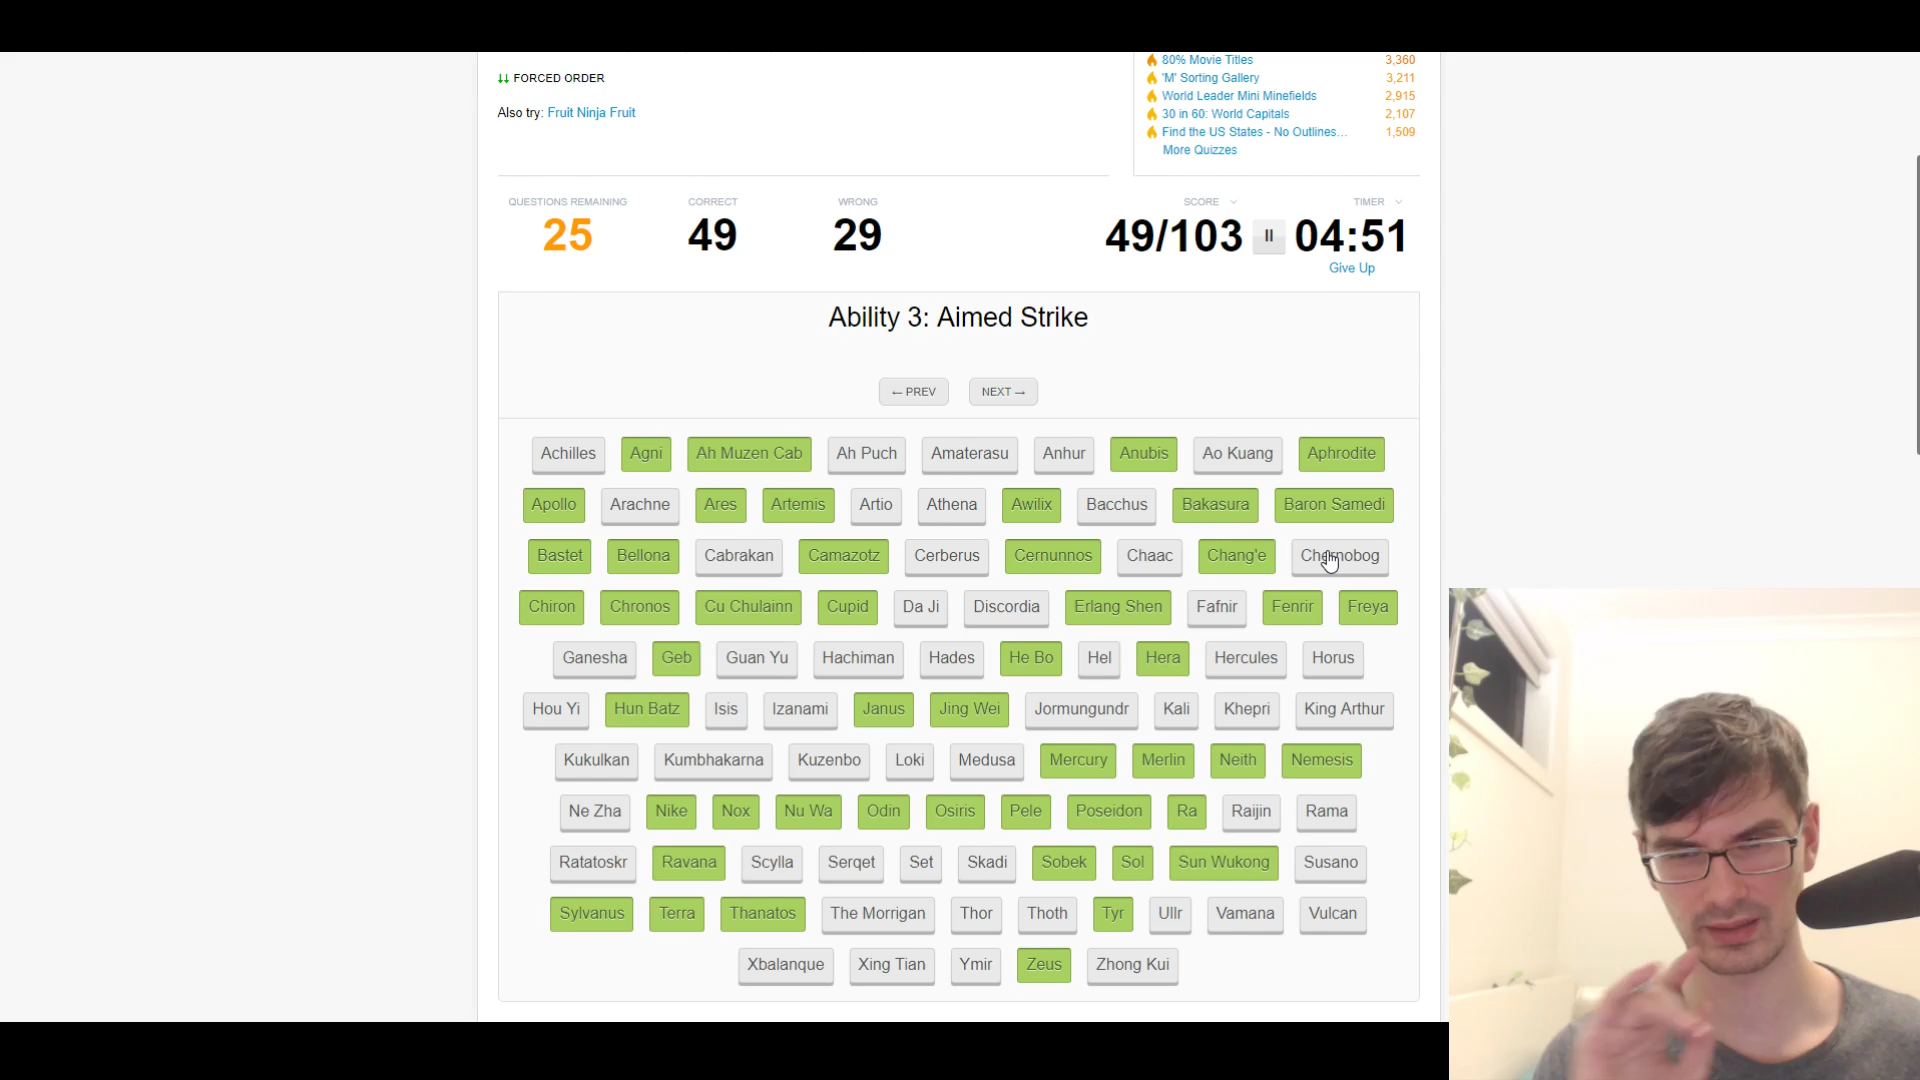 80% Movie Titles 3,360
↓↓ FORCED ORDER
'M' Sorting Gallery 3,211
World Leader Mini Minefields 2,915
Also try: Fruit Ninja Fruit
30 in 60: World Capitals 2,107
Find the US States - No Outlines... 1,509
More Quizzes
QUESTIONS REMAINING CORRECT WRONG SCORE TIMER
25 49 29 49/103 04:51
Give Up
Ability 3: Aimed Strike
← PREV NEXT →
Achilles Agni Ah Muzen Cab Ah Puch Amaterasu Anhur Anubis Ao Kuang Aphrodite
Apollo Arachne Ares Artemis Artio Athena Awilix Bacchus Bakasura Baron Samedi
Bastet Bellona Cabrakan Camazotz Cerberus Cernunnos Chaac Chang'e Chernobog
Chiron Chronos Cu Chulainn Cupid Da Ji Discordia Erlang Shen Fafnir Fenrir Freya
Ganesha Geb Guan Yu Hachiman Hades He Bo Hel Hera Hercules Horus
Hou Yi Hun Batz Isis Izanami Janus Jing Wei Jormungundr Kali Khepri King Arthur
Kukulkan Kumbhakarna Kuzenbo Loki Medusa Mercury Merlin Neith Nemesis
Ne Zha Nike Nox Nu Wa Odin Osiris Pele Poseidon Ra Raijin Rama
Ratatoskr Ravana Scylla Serqet Set Skadi Sobek Sol Sun Wukong Susano
Sylvanus Terra Thanatos The Morrigan Thor Thoth Tyr Ullr Vamana Vulcan
Xbalanque Xing Tian Ymir Zeus Zhong Kui